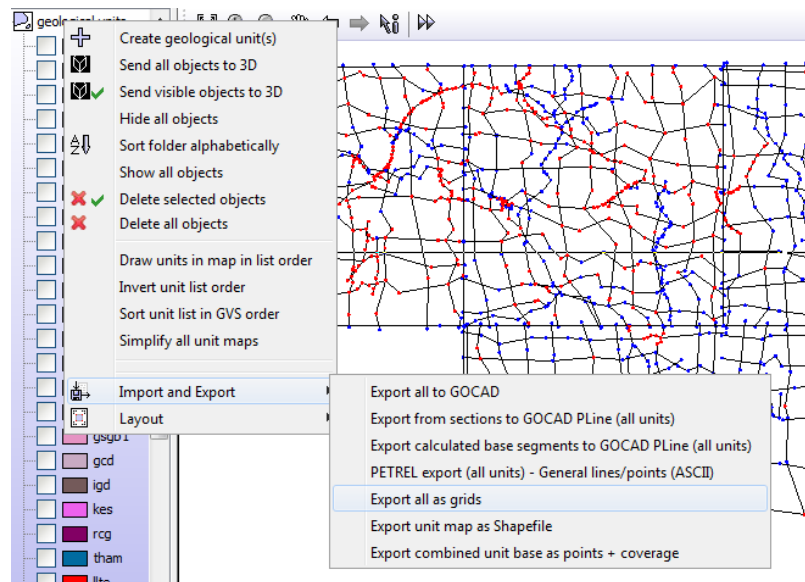 geological units
Create geological unit(s)
Send all objects to 3D
Send visible objects to 3D
Hide all objects
Sort folder alphabetically
Show all objects
Delete selected objects
Delete all objects
Draw units in map in list order
Invert unit list order
Sort unit list in GVS order
Simplify all unit maps
Import and Export
Layout
Export all to GOCAD
Export from sections to GOCAD PLine (all units)
Export calculated base segments to GOCAD PLine (all units)
PETREL export (all units) - General lines/points (ASCII)
Export all as grids
Export unit map as Shapefile
Export combined unit base as points + coverage
gsgb1
gcd
igd
kes
rcg
tham